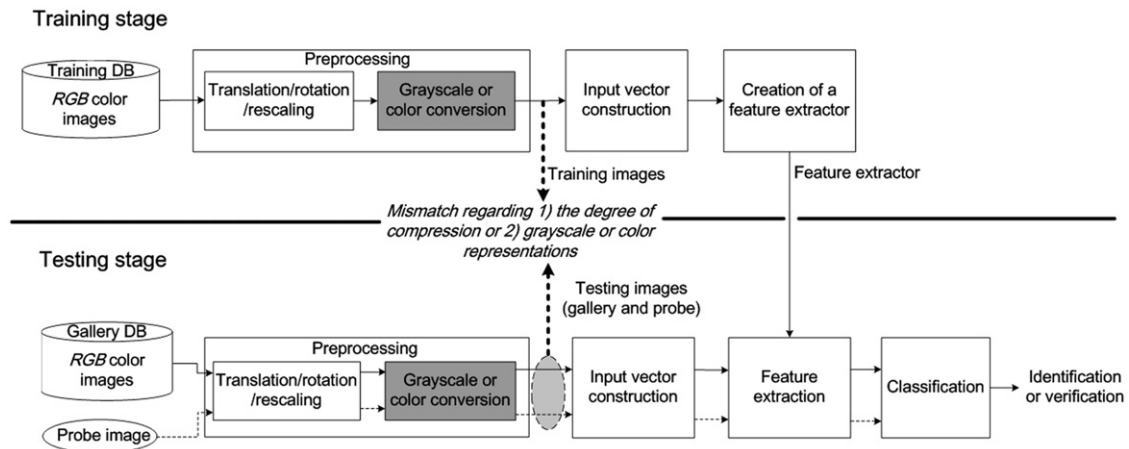 Training stage
Training DB
RGB color
images
Preprocessing
Translation/rotation
/rescaling
Grayscale or
color conversion
Input vector
construction
Creation of a
feature extractor
Training images
Feature extractor
Mismatch regarding 1) the degree of
compression or 2) grayscale or color
representations
Testing stage
Testing images
(gallery and probe)
Gallery DB
RGB color
images
Probe image
Preprocessing
Translation/rotation
/rescaling
Grayscale or
color conversion
Input vector
construction
Feature
extraction
Classification
Identification
or verification